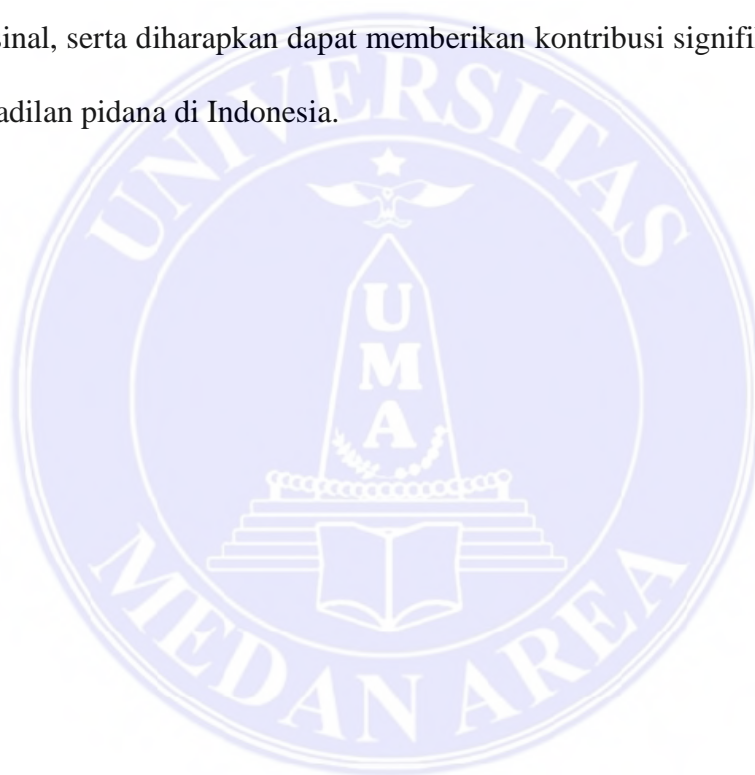 sinal, serta diharapkan dapat memberikan kontribusi signifi
adilan pidana di Indonesia.
UNIVERSITAS
UMA
MEDAN AREA